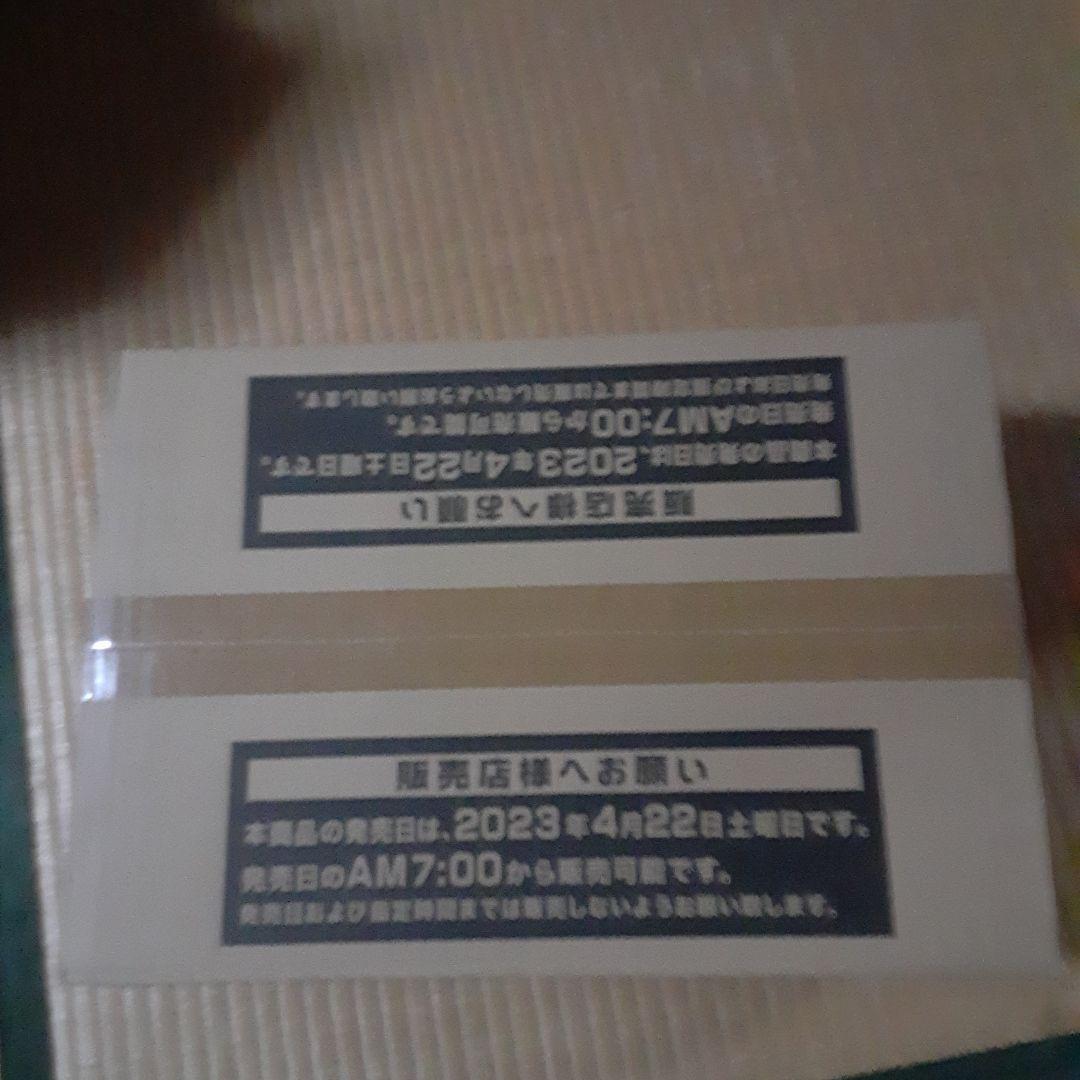 販売店様へお願い
本商品の発売日は、2023年4月22日土曜日です。
発売日のAM7:00から販売可能です。
発売日および指定時間までは販売しないようお願い致します。
販売店様へお願い
本商品の発売日は、2023年4月22日土曜日です。
発売日のAM7:00から販売可能です。
発売日および指定時間までは販売しないようお願い致します。